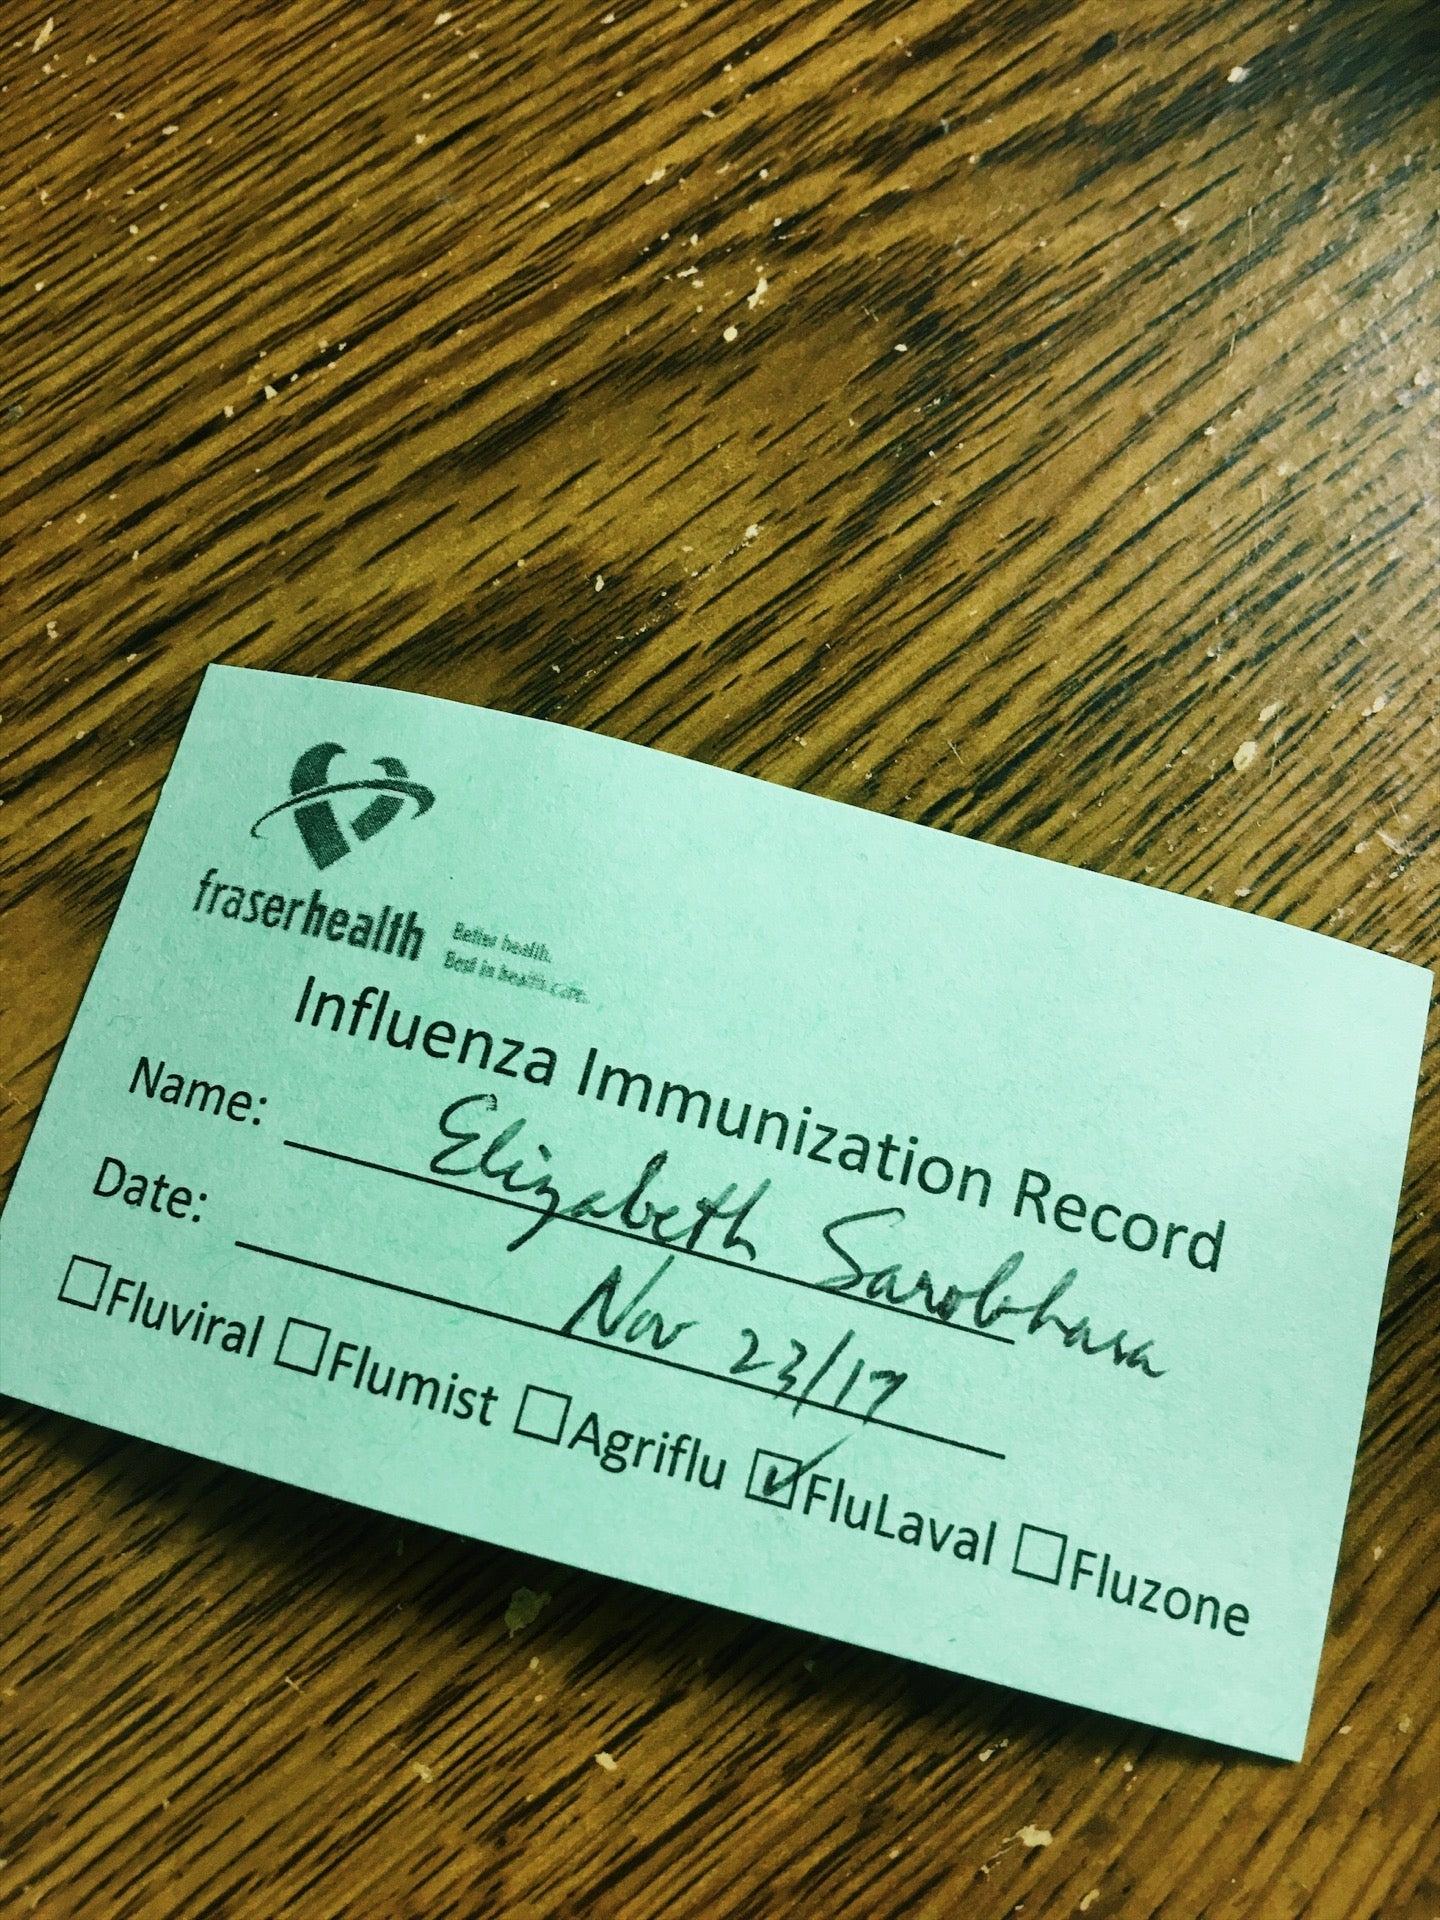 fraserhealth
Better health.
Best in health care.
Influenza Immunization Record
Name: Elizabeth Sarobhasa
Date: Nov 23/17
☐Fluviral ☐Flumist ☐Agriflu ☑FluLaval ☐Fluzone